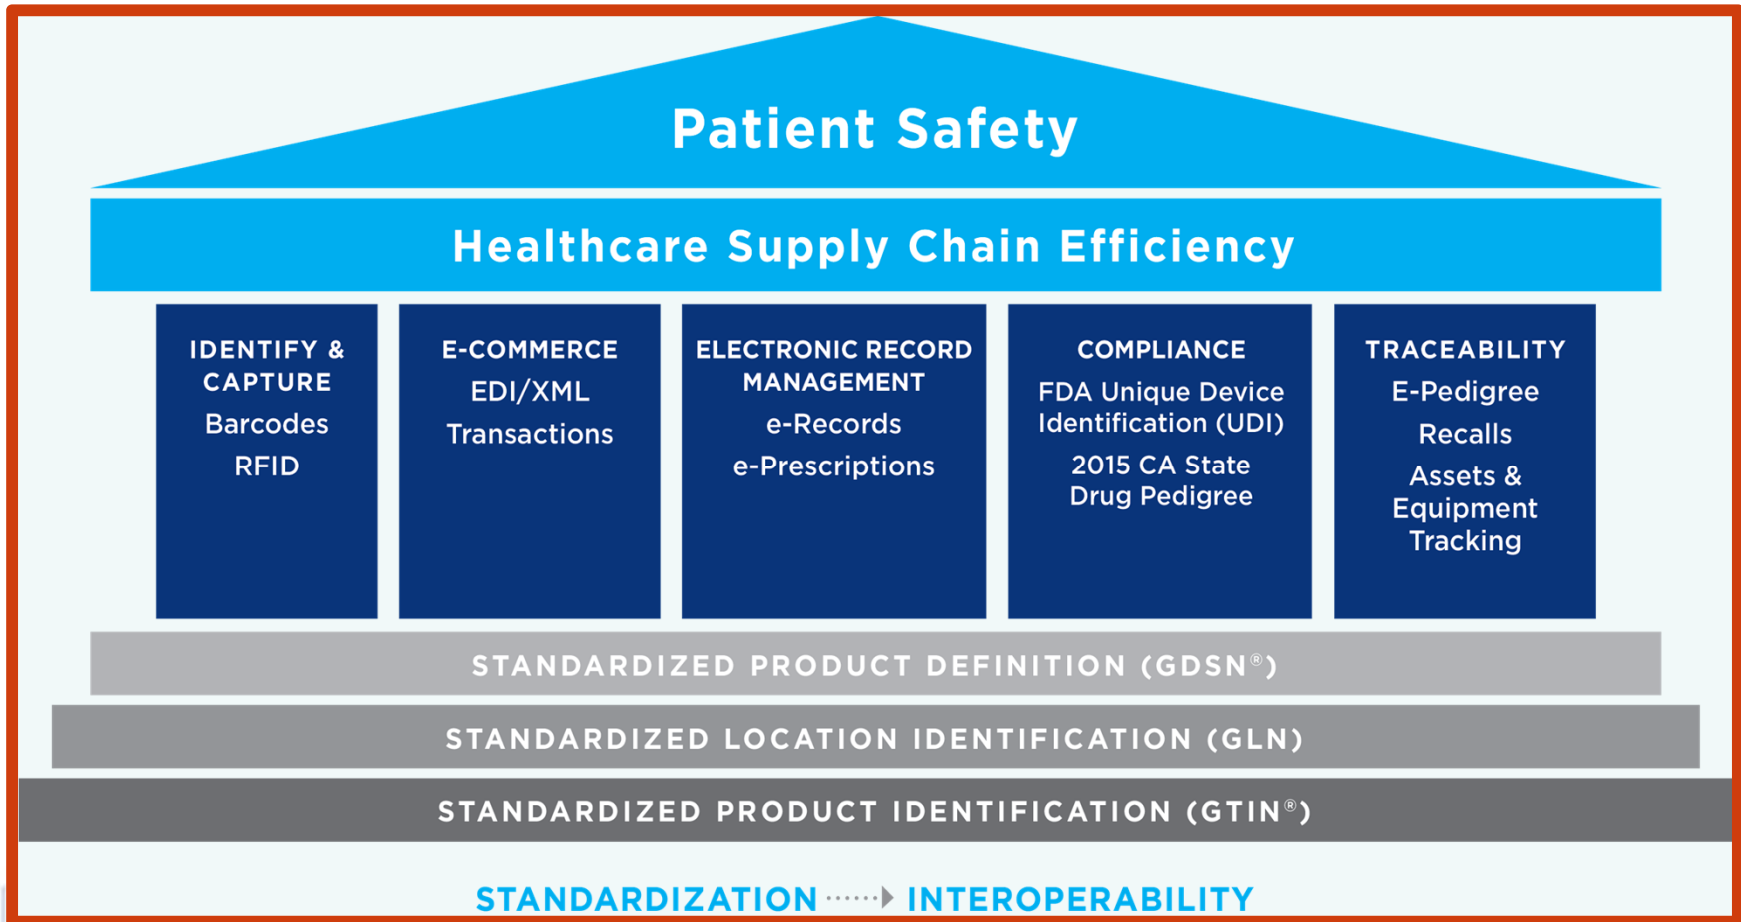 Patient Safety
Healthcare Supply Chain Efficiency
IDENTIFY &
CAPTURE
Barcodes
RFID
E-COMMERCE
EDI/XML
Transactions
ELECTRONIC RECORD
MANAGEMENT
e-Records
e-Prescriptions
COMPLIANCE
FDA Unique Device
Identification (UDI)
2015 CA State
Drug Pedigree
TRACEABILITY
E-Pedigree
Recalls
Assets &
Equipment
Tracking
STANDARDIZED PRODUCT DEFINITION (GDSN®)
STANDARDIZED LOCATION IDENTIFICATION (GLN)
STANDARDIZED PRODUCT IDENTIFICATION (GTIN®)
STANDARDIZATION ······▶ INTEROPERABILITY